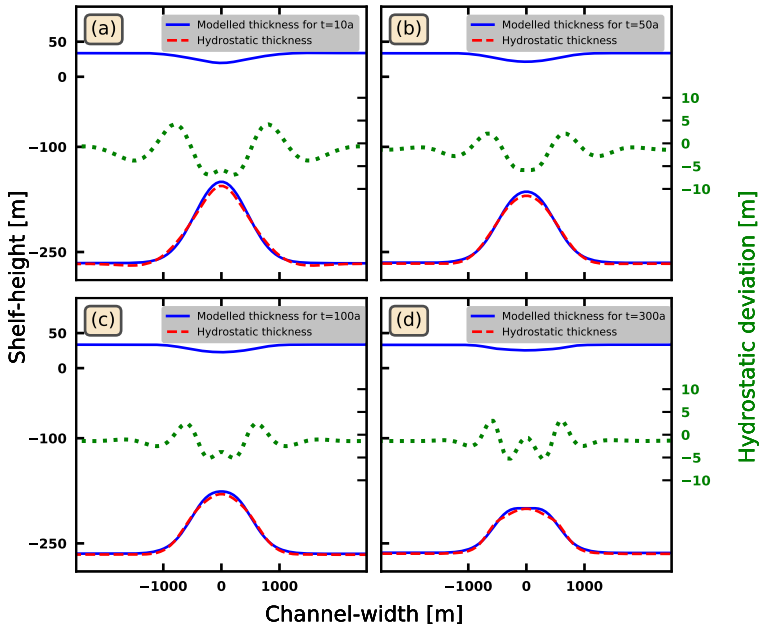 (a)
Modelled thickness for t=10a
Hydrostatic thickness
(b)
Modelled thickness for t=50a
Hydrostatic thickness
50
0
−100
−250
10
5
0
−5
−10
(c)
Modelled thickness for t=100a
Hydrostatic thickness
(d)
Modelled thickness for t=300a
Hydrostatic thickness
50
0
−100
−250
10
5
0
−5
−10
−1000 0 1000
−1000 0 1000
Shelf-height [m]
Hydrostatic deviation [m]
Channel-width [m]